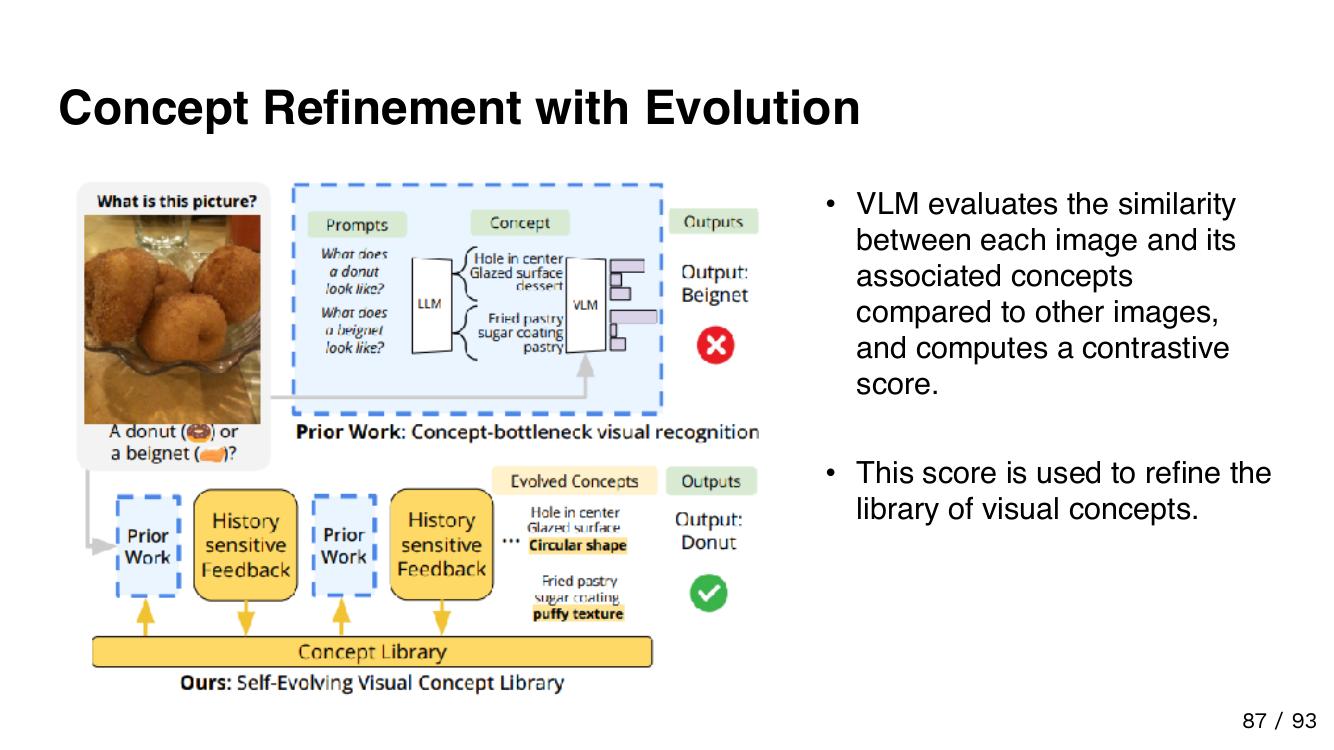 Concept Refinement with Evolution
What is this picture?
A donut ( ) or
a beignet ( )?
Prompts
What does
a donut
look like?
What does
a beignet
look like?
LLM
Concept
Hole in center
Glazed surface
dessert
Fried pastry
sugar coating
pastry
VLM
Outputs
Output:
Beignet
Prior Work: Concept-bottleneck visual recognition
Prior
Work
History
sensitive
Feedback
Prior
Work
History
sensitive
Feedback
...
Evolved Concepts
Hole in center
Glazed surface
Circular shape
Fried pastry
sugar coating
puffy texture
Outputs
Output:
Donut
Concept Library
Ours: Self-Evolving Visual Concept Library
• VLM evaluates the similarity
between each image and its
associated concepts
compared to other images,
and computes a contrastive
score.
• This score is used to refine the
library of visual concepts.
87 / 93